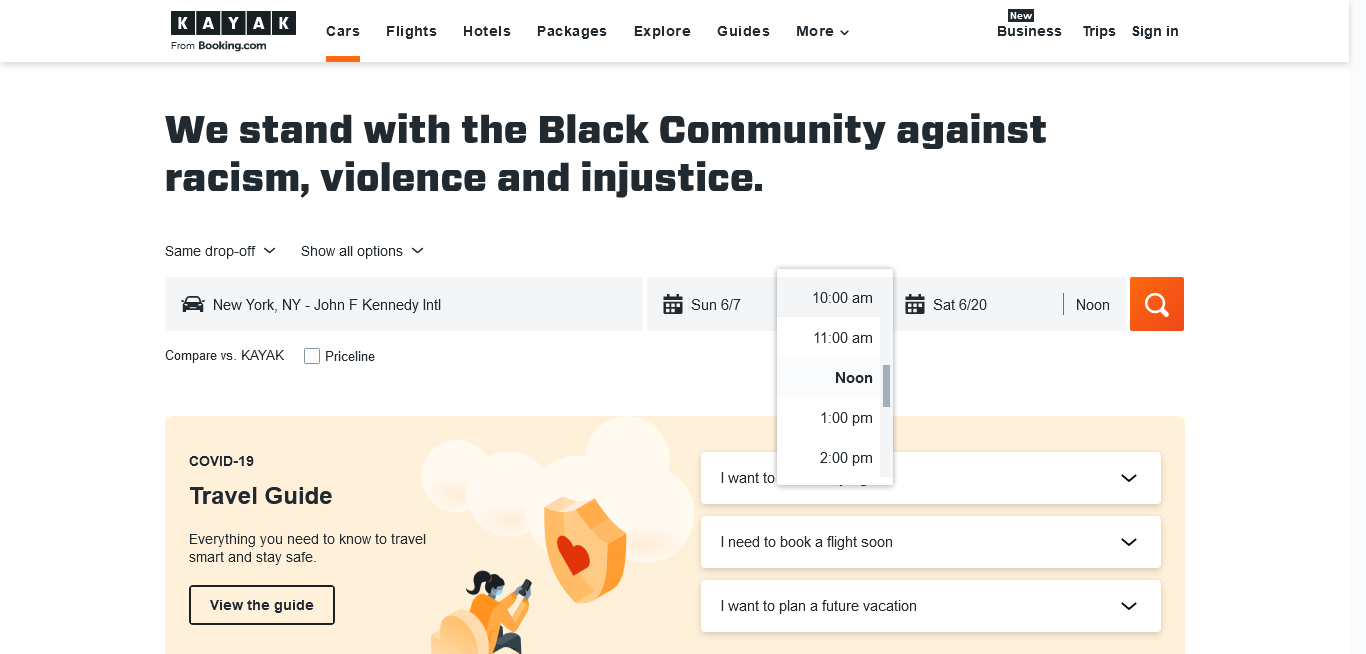 KAYAK
From Booking.com
Cars
Flights
Hotels
Packages
Explore
Guides
More
New
Business
Trips
Sign in
We stand with the Black Community against
racism, violence and injustice.
Same drop-off
Show all options
New York, NY - John F Kennedy Intl
Sun 6/7
10:00 am
11:00 am
Noon
1:00 pm
2:00 pm
Sat 6/20
Noon
Compare vs. KAYAK
Priceline
COVID-19
Travel Guide
Everything you need to know to travel
smart and stay safe.
View the guide
I want to
I need to book a flight soon
I want to plan a future vacation